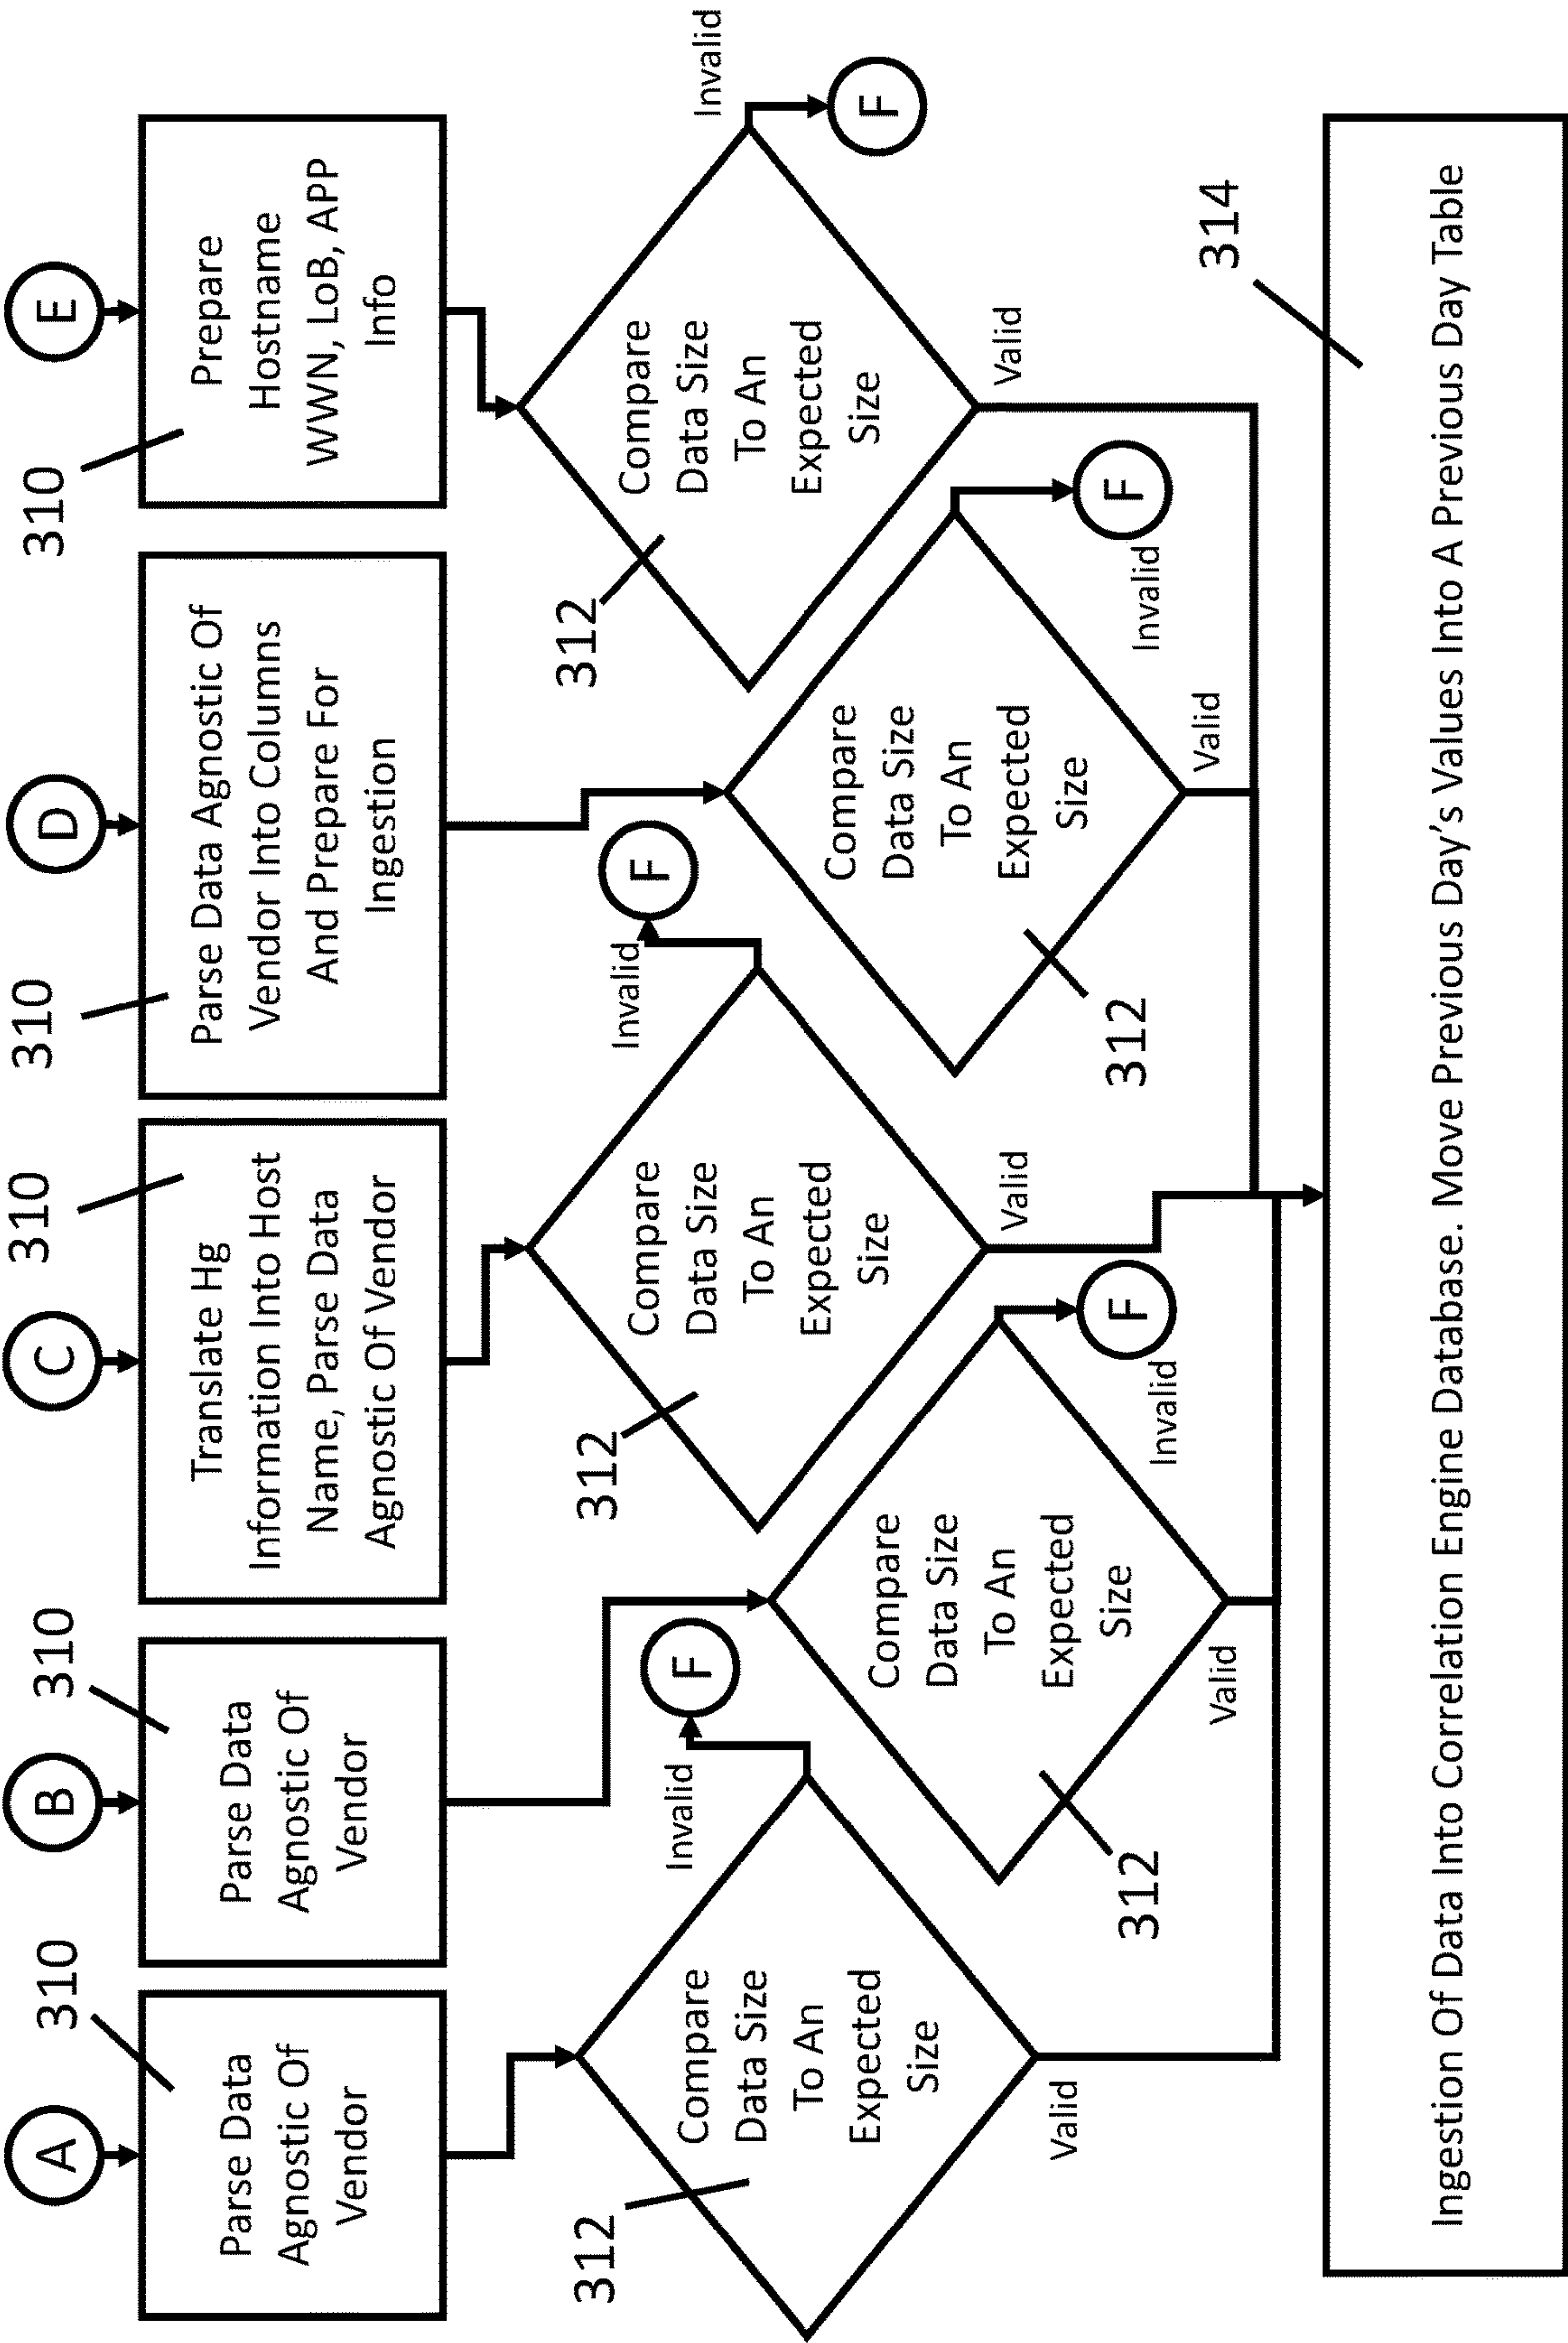 A
B
C
D
E
310
310
310
310
310
Parse Data
Agnostic Of
Vendor
Parse Data
Agnostic Of
Vendor
Translate Hg
Information Into Host
Name, Parse Data
Agnostic Of Vendor
Parse Data Agnostic Of
Vendor Into Columns
And Prepare For
Ingestion
Prepare
Hostname
WWN, LoB, APP
Info
312
Compare
Data Size
To An
Expected
Size
Invalid
F
Valid
312
Compare
Data Size
To An
Expected
Size
Invalid
F
Valid
312
Compare
Data Size
To An
Expected
Size
Invalid
F
Valid
312
Compare
Data Size
To An
Expected
Size
Invalid
F
Valid
312
Compare
Data Size
To An
Expected
Size
Invalid
F
Valid
314
Ingestion Of Data Into Correlation Engine Database. Move Previous Day's Values Into A Previous Day Table